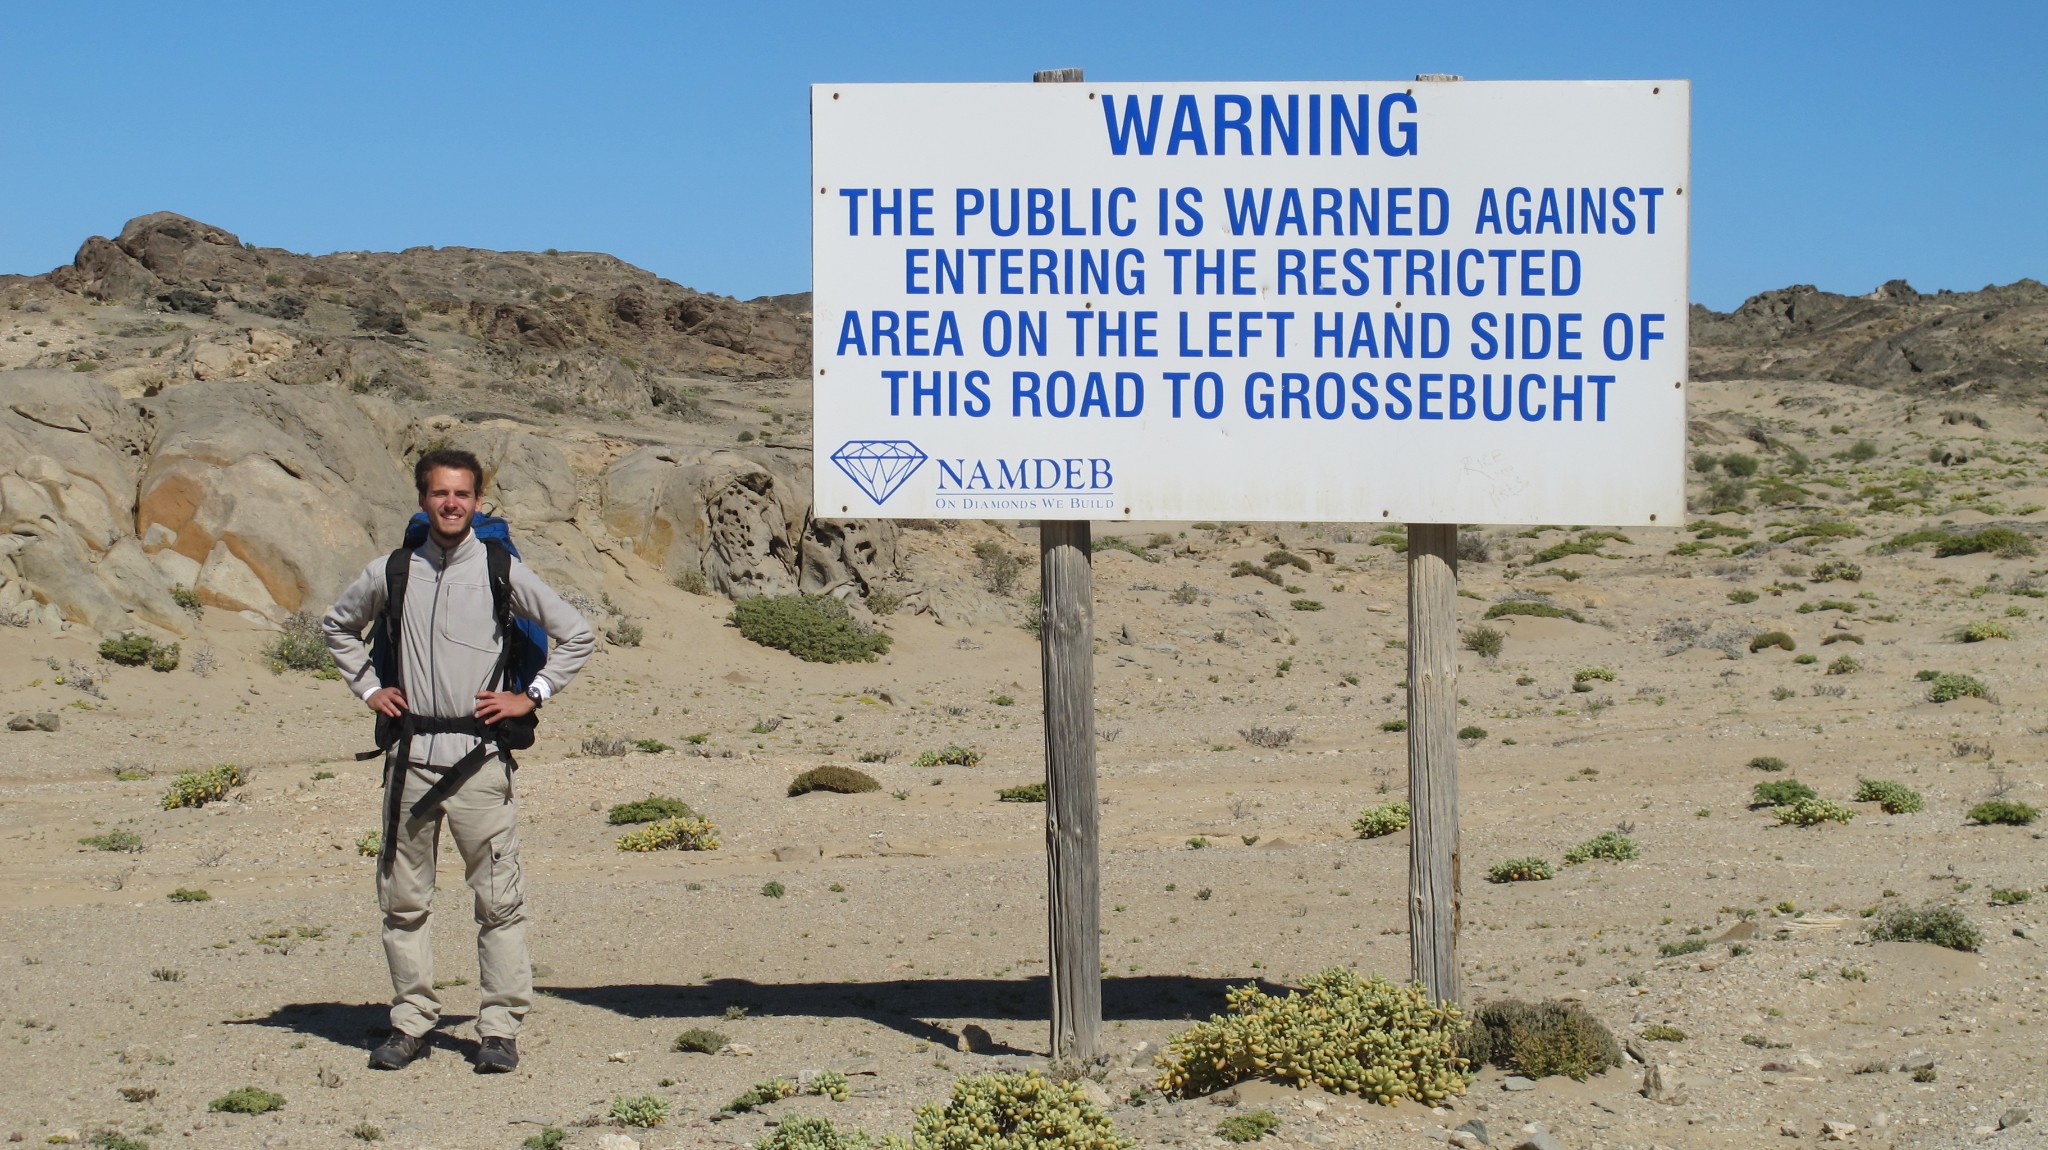 WARNING
THE PUBLIC IS WARNED AGAINST
ENTERING THE RESTRICTED
AREA ON THE LEFT HAND SIDE OF
THIS ROAD TO GROSSEBUCHT
NAMDEB
ON DIAMONDS WE BUILD